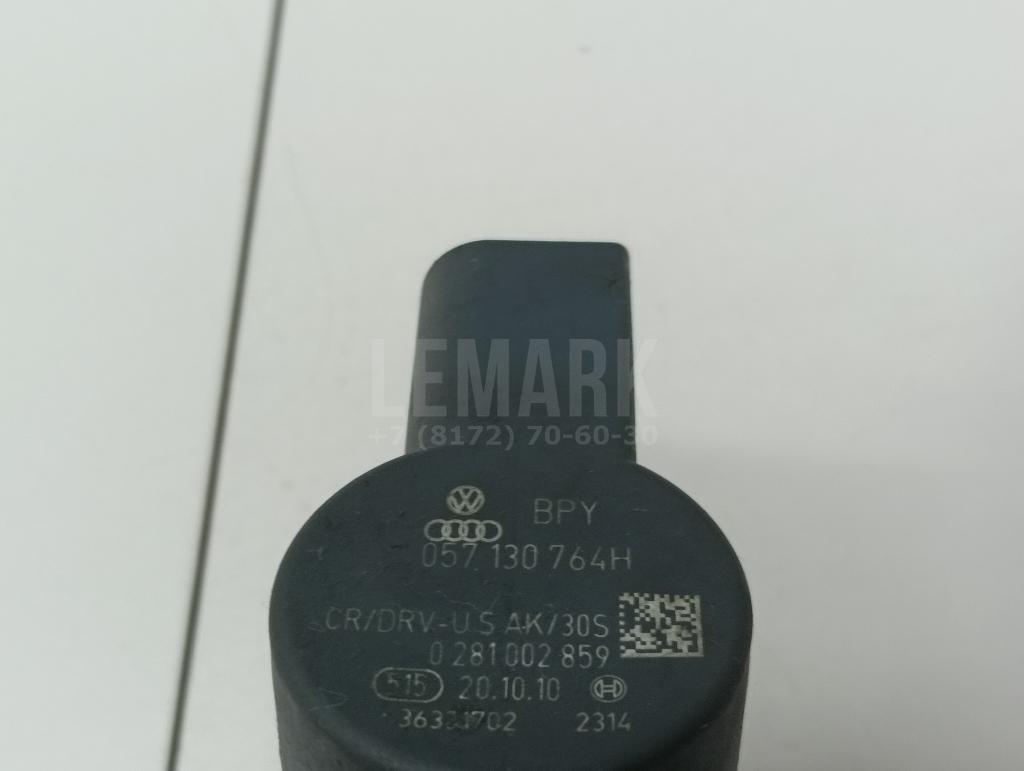 LEMARK
+7 (8172) 70-60-30
BPY
057 130 764H
CR/DRV-U.S AK/30S
0 281 002 859
515 20.10.10
2314